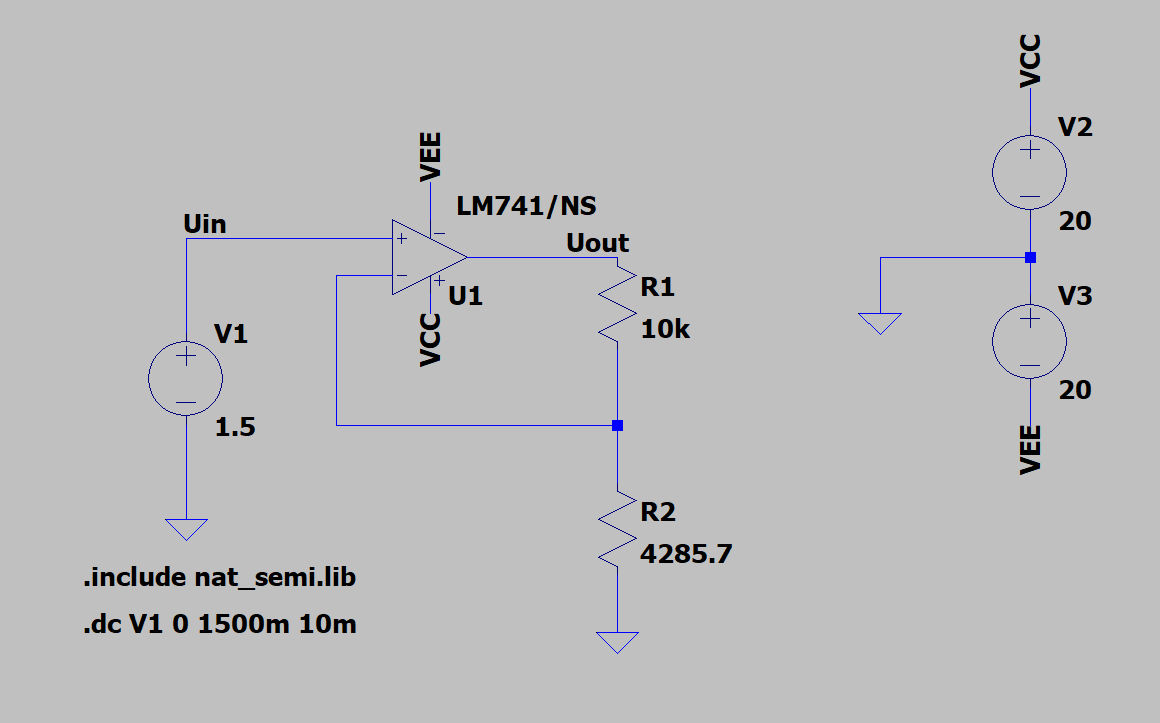 VCC
V2
20
VEE
LM741/NS
Uin
Uout
+
-
-
+
U1
VCC
R1
10k
V1
1.5
V3
20
VEE
R2
4285.7
.include nat_semi.lib
.dc V1 0 1500m 10m